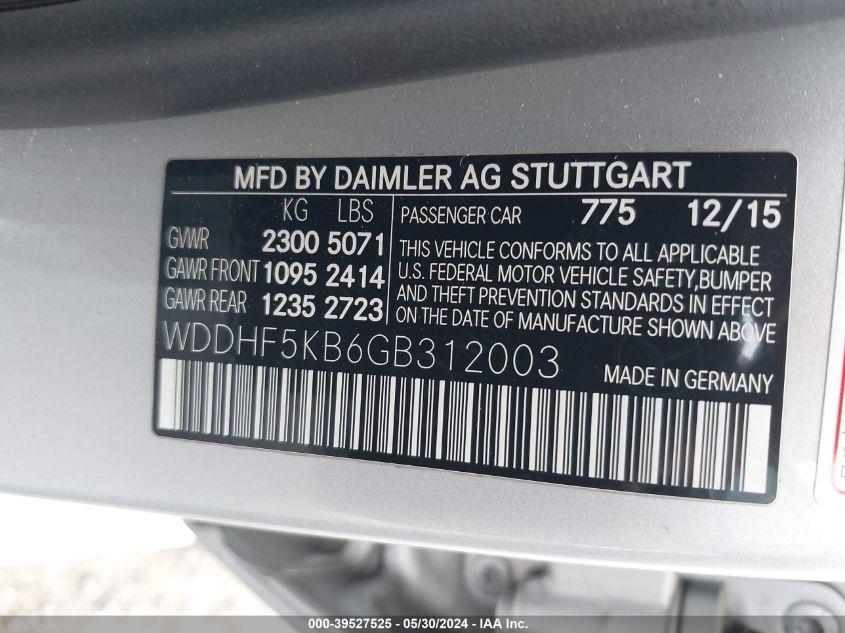 MFD BY DAIMLER AG STUTTGART
KG LBS
GVWR 2300 5071
GAWR FRONT 1095 2414
GAWR REAR 1235 2723
PASSENGER CAR 775 12/15
THIS VEHICLE CONFORMS TO ALL APPLICABLE
U.S. FEDERAL MOTOR VEHICLE SAFETY,BUMPER
AND THEFT PREVENTION STANDARDS IN EFFECT
ON THE DATE OF MANUFACTURE SHOWN ABOVE
WDDHF5KB6GB312003
MADE IN GERMANY
000-39527525 - 05/30/2024 - IAA Inc.